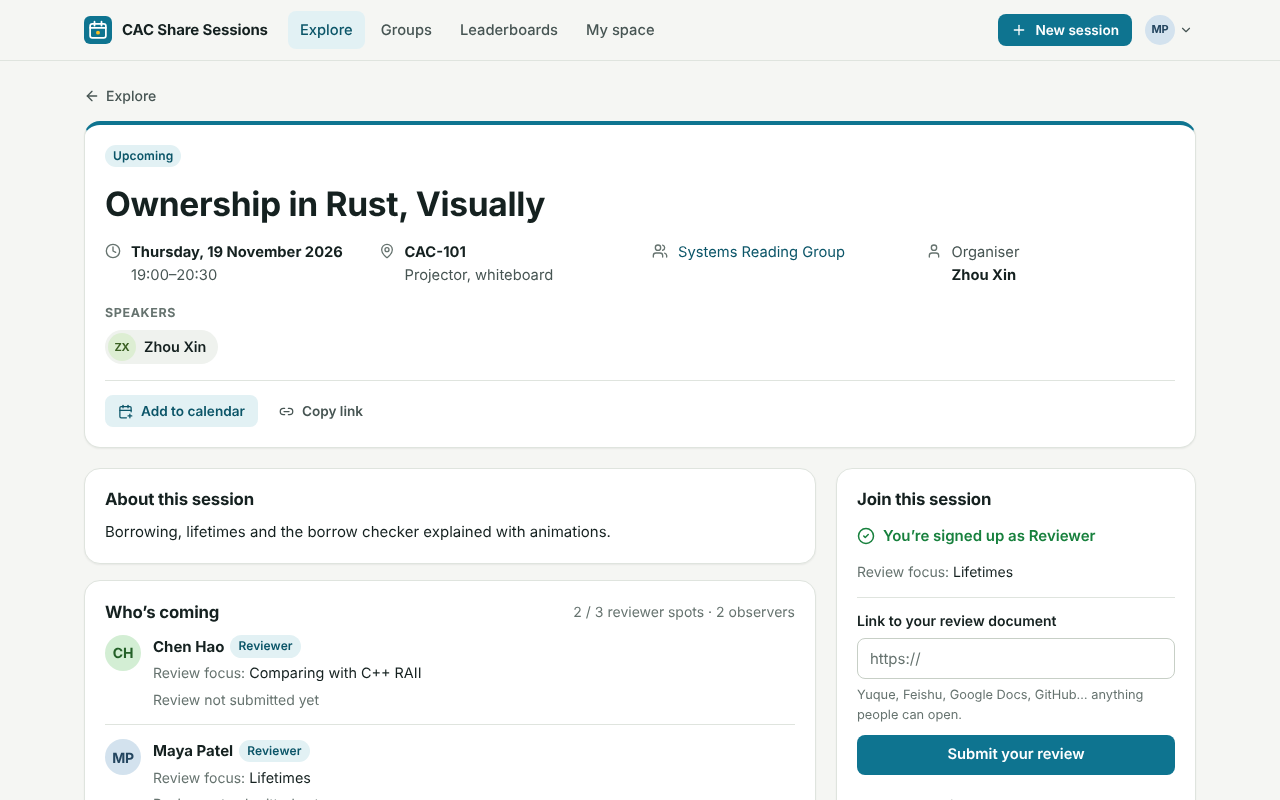 CAC Share Sessions
Explore
Groups
Leaderboards
My space
New session
MP
Explore
Upcoming
Ownership in Rust, Visually
Thursday, 19 November 2026
19:00–20:30
CAC-101
Projector, whiteboard
Systems Reading Group
Organiser
Zhou Xin
SPEAKERS
ZX
Zhou Xin
Add to calendar
Copy link
About this session
Borrowing, lifetimes and the borrow checker explained with animations.
Who’s coming
2 / 3 reviewer spots · 2 observers
CH
Chen Hao
Reviewer
Review focus: Comparing with C++ RAII
Review not submitted yet
MP
Maya Patel
Reviewer
Review focus: Lifetimes
Join this session
You’re signed up as Reviewer
Review focus: Lifetimes
Link to your review document
https://
Yuque, Feishu, Google Docs, GitHub… anything
people can open.
Submit your review